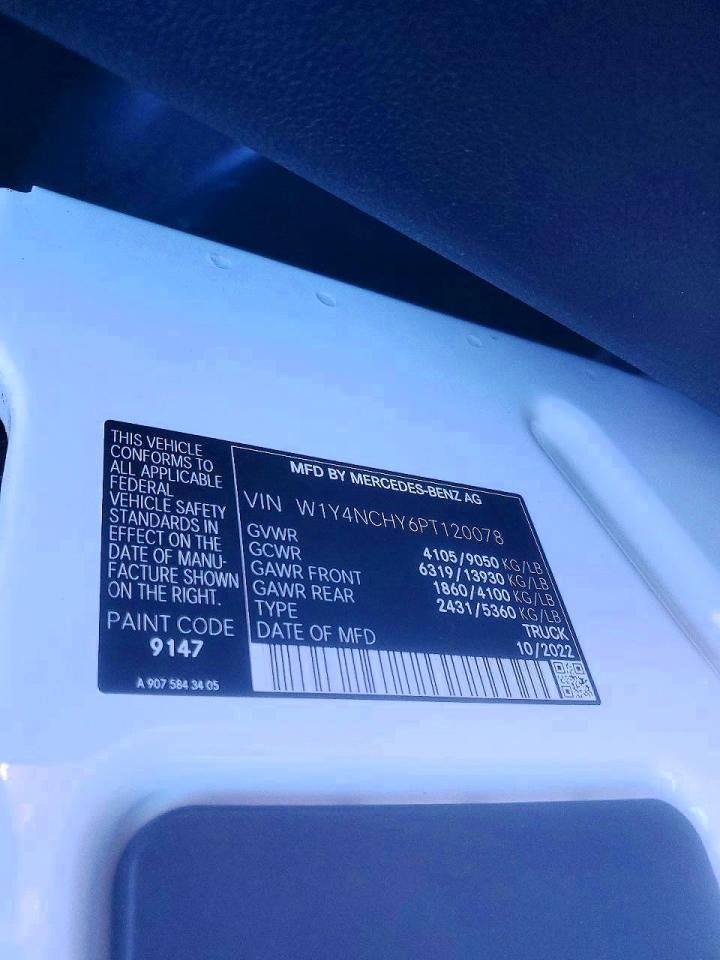 THIS VEHICLE
CONFORMS TO
ALL APPLICABLE
FEDERAL
VEHICLE SAFETY
STANDARDS IN
EFFECT ON THE
DATE OF MANU-
FACTURE SHOWN
ON THE RIGHT.
PAINT CODE
9147
A 907 584 34 05
MFD BY MERCEDES-BENZ AG
VIN W1Y4NCHY6PT120078
GVWR 4105/9050 KG/LB
GCWR 6319/13930 KG/LB
GAWR FRONT 1860/4100 KG/LB
GAWR REAR 2431/5360 KG/LB
TYPE TRUCK
DATE OF MFD 10/2022